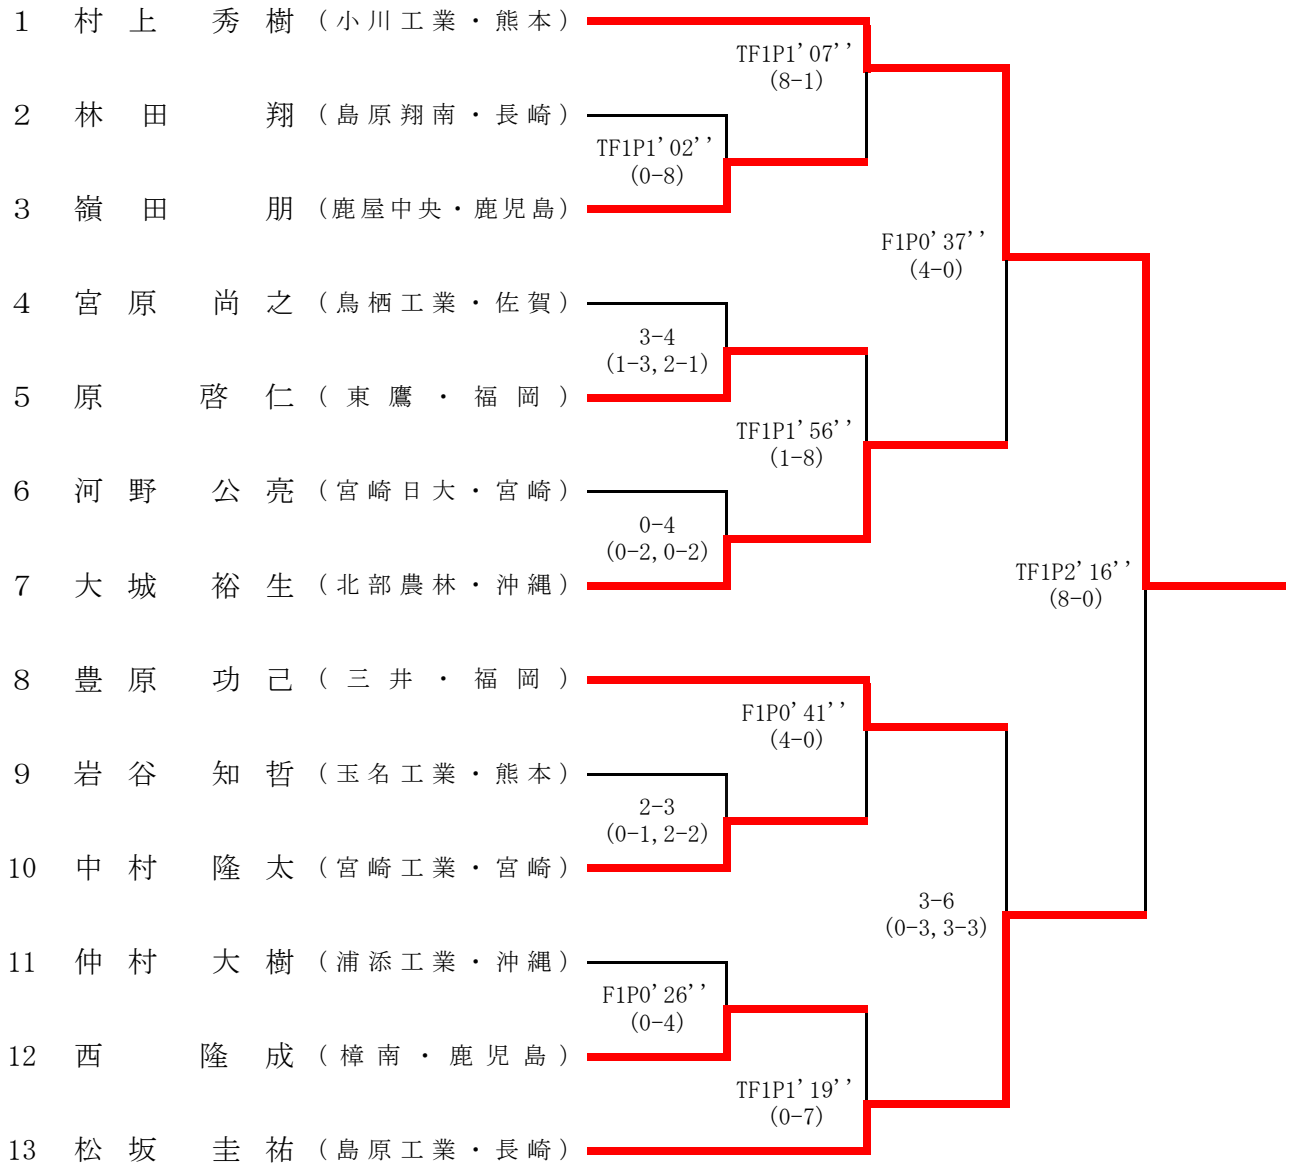 1 村上 秀樹 (小川工業・熊本)
TF1P1'07''
(8-1)
2 林田 翔 (島原翔南・長崎)
TF1P1'02''
(0-8)
3 嶺田 朋 (鹿屋中央・鹿児島)
F1P0'37''
(4-0)
4 宮原 尚之 (鳥栖工業・佐賀)
3-4
(1-3,2-1)
5 原 啓仁 (東鷹・福岡)
TF1P1'56''
(1-8)
6 河野 公亮 (宮崎日大・宮崎)
0-4
(0-2,0-2)
7 大城 裕生 (北部農林・沖縄)
TF1P2'16''
(8-0)
8 豊原 功己 (三井・福岡)
F1P0'41''
(4-0)
9 岩谷 知哲 (玉名工業・熊本)
2-3
(0-1,2-2)
10 中村 隆太 (宮崎工業・宮崎)
3-6
(0-3,3-3)
11 仲村 大樹 (浦添工業・沖縄)
F1P0'26''
(0-4)
12 西 隆成 (樟南・鹿児島)
TF1P1'19''
(0-7)
13 松坂 圭祐 (島原工業・長崎)